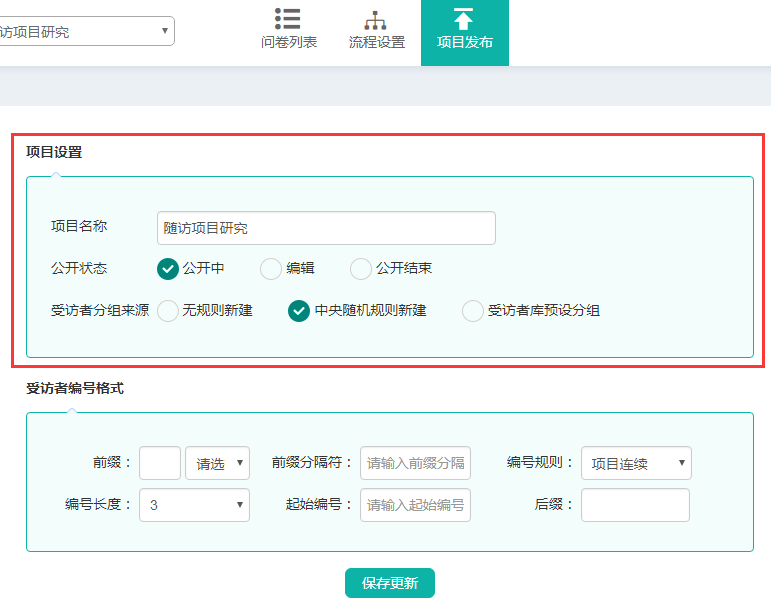 访项目研究
问卷列表 流程设置 项目发布
项目设置
项目名称 随访项目研究
公开状态 公开中 编辑 公开结束
受访者分组来源 无规则新建 中央随机规则新建 受访者库预设分组
受访者编号格式
前缀： 请选 前缀分隔符： 请输入前缀分隔 编号规则： 项目连续
编号长度： 3 起始编号： 请输入起始编号 后缀：
保存更新